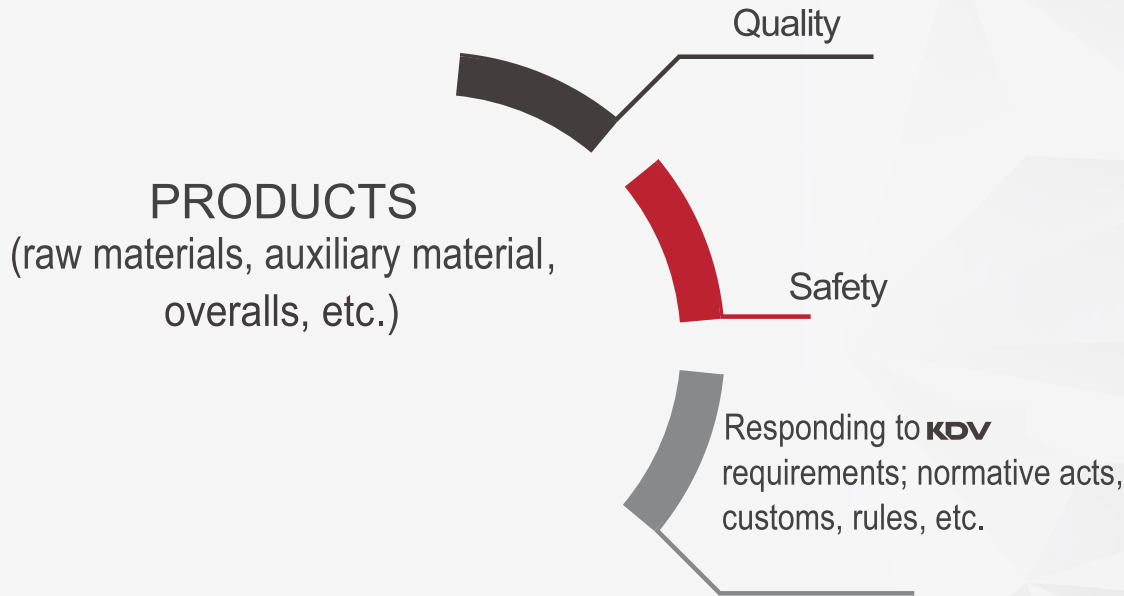 Quality
PRODUCTS
(raw materials, auxiliary material,
overalls, etc.)
Safety
Responding to KDV
requirements; normative acts,
customs, rules, etc.